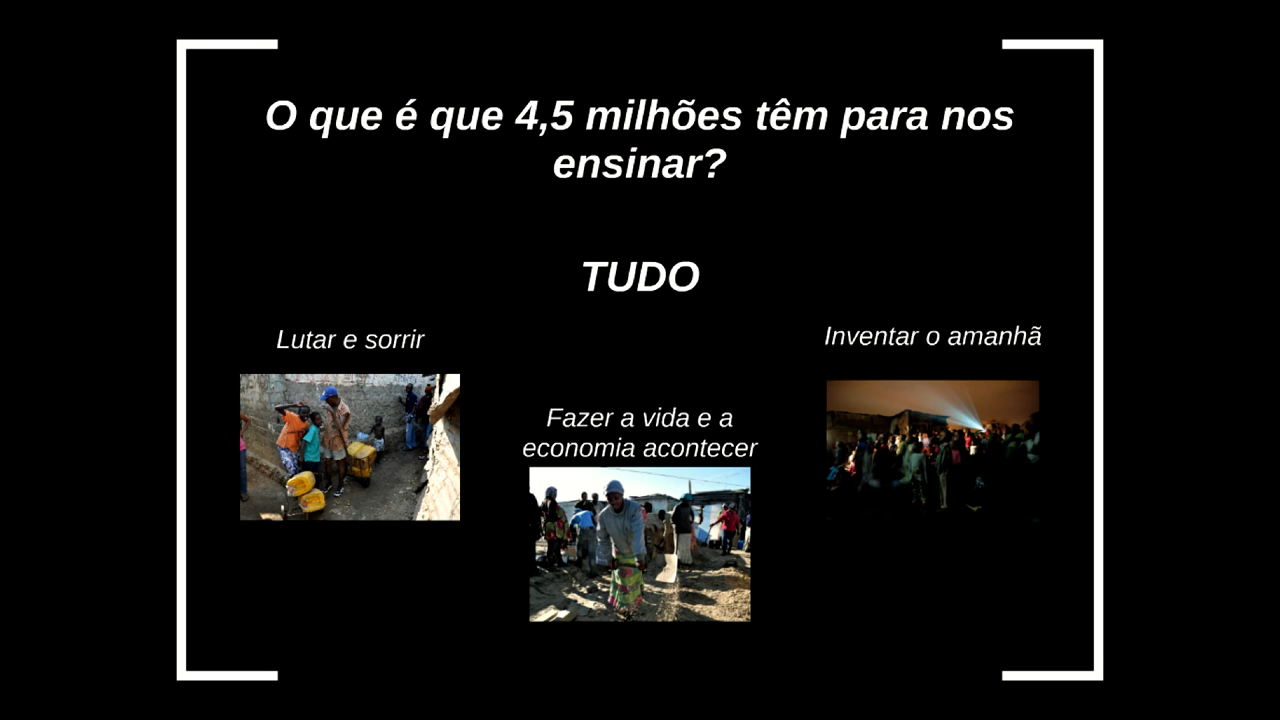 O que é que 4,5 milhões têm para nos
ensinar?
TUDO
Lutar e sorrir
Inventar o amanhã
Fazer a vida e a
economia acontecer